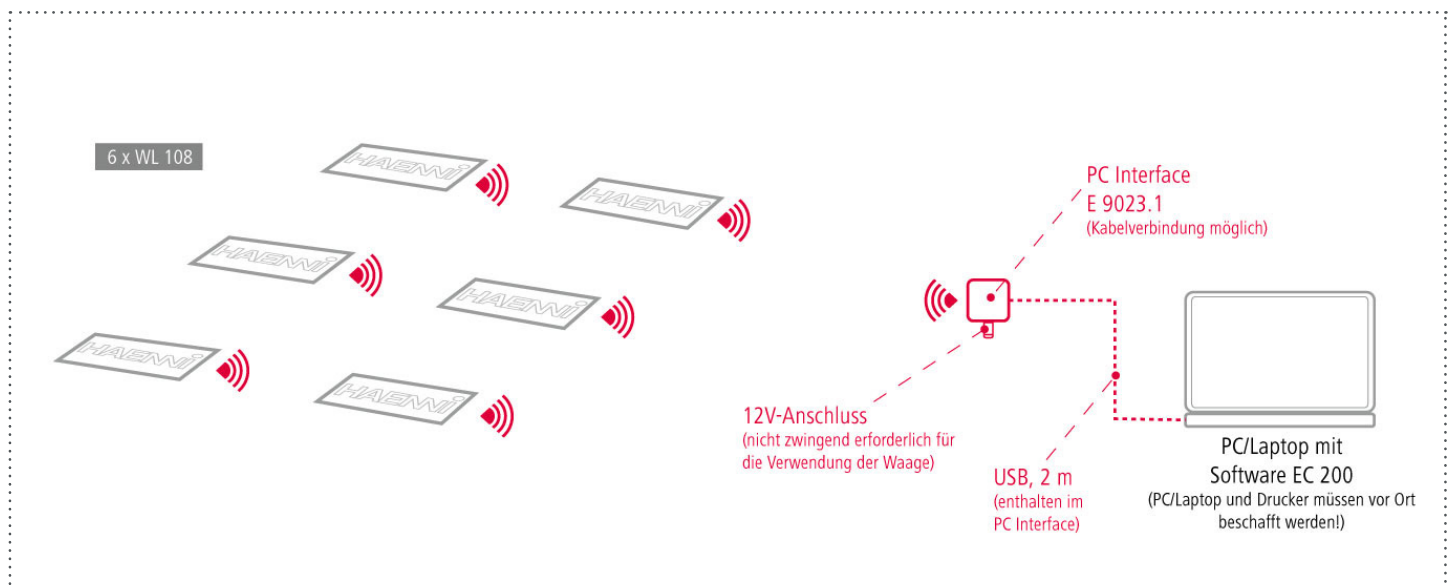 6 x WL 108
HAENNI
HAENNI
HAENNI
HAENNI
HAENNI
HAENNI
PC Interface
E 9023.1
(Kabelverbindung möglich)
12V-Anschluss
(nicht zwingend erforderlich für
die Verwendung der Waage)
USB, 2 m
(enthalten im
PC Interface)
PC/Laptop mit
Software EC 200
(PC/Laptop und Drucker müssen vor Ort
beschafft werden!)